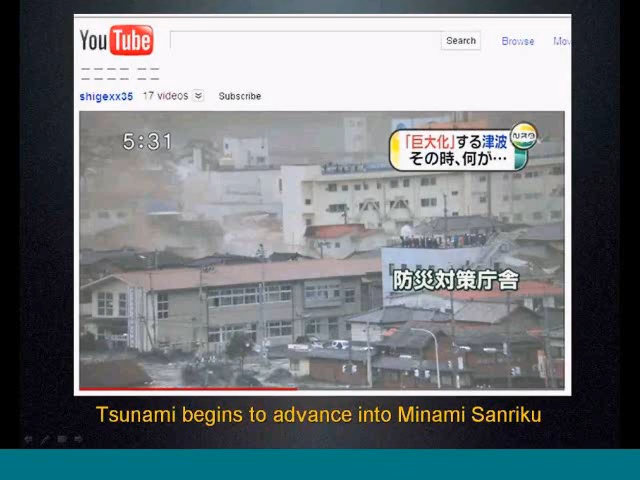 YouTube
Search
Browse
Mov
shigexx35
17 videos
Subscribe
5:31
「巨大化」する津波
その時、何が…
防災対策庁舎
Tsunami begins to advance into Minami Sanriku